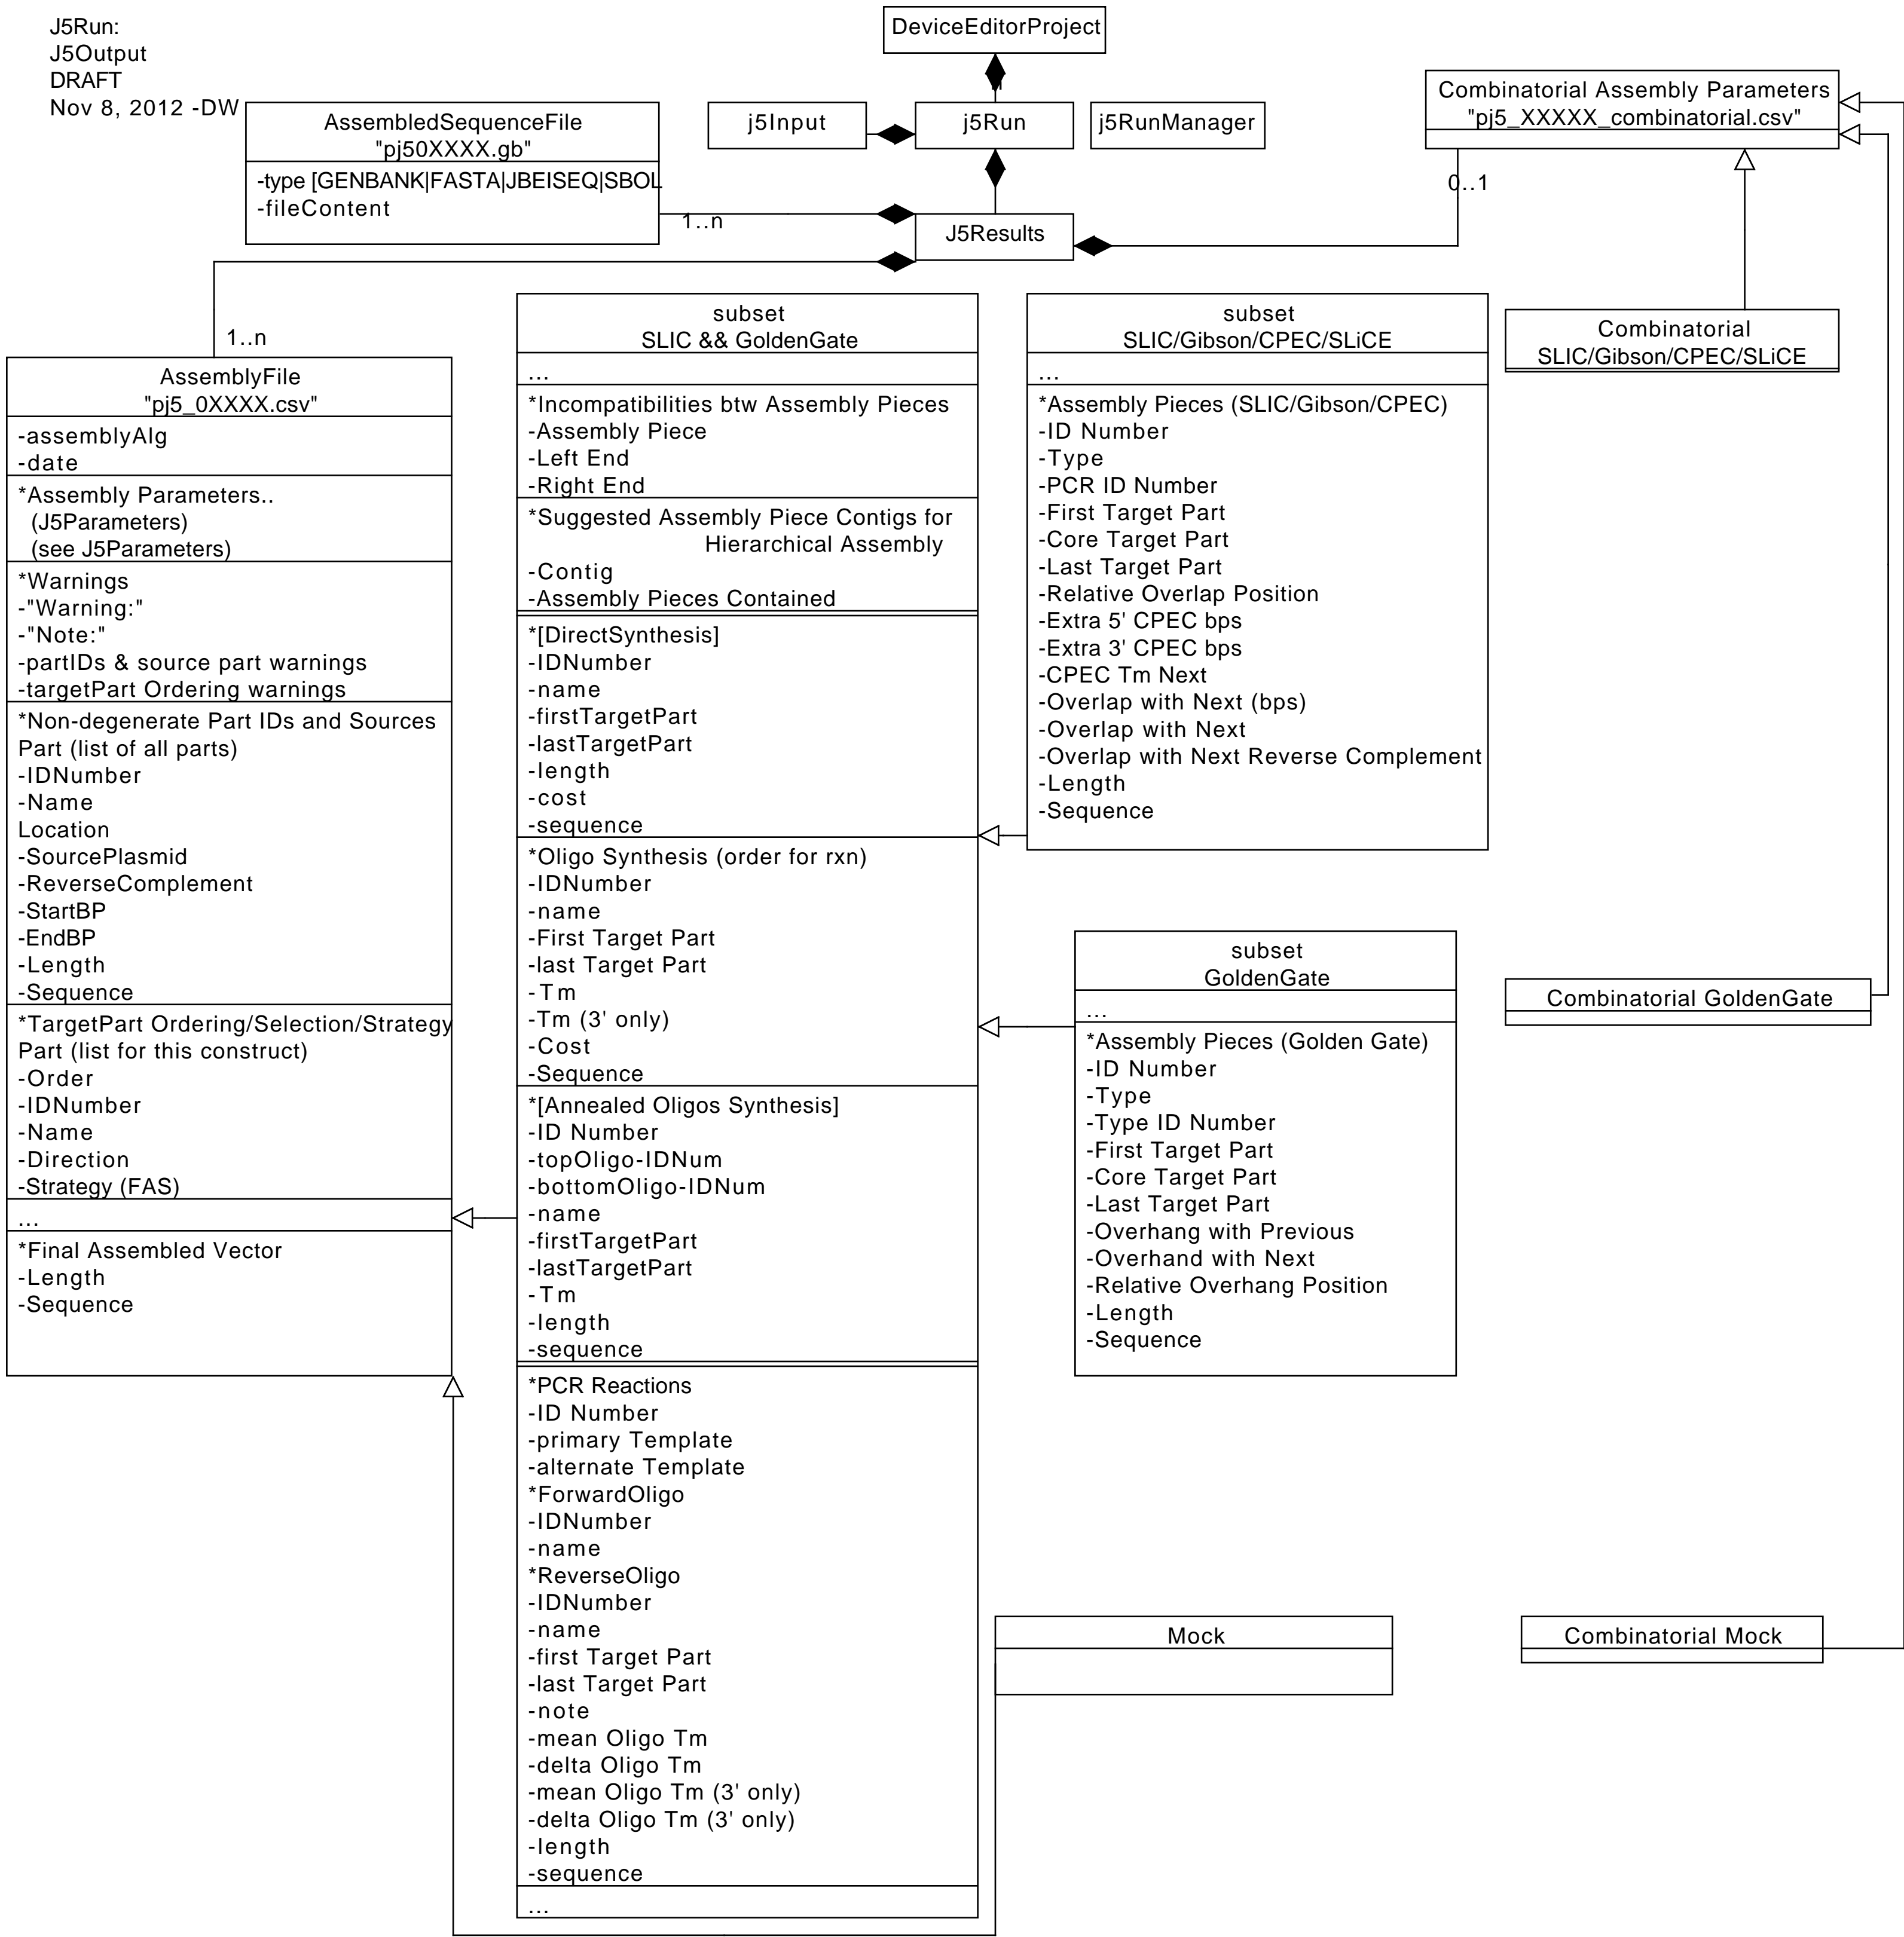 J5Run:
J5Output
DRAFT
Nov 8, 2012 -DW
DeviceEditorProject
n
j5Input
j5Run
j5RunManager
J5Results
AssembledSequenceFile
"pj50XXXX.gb"
-type [GENBANK|FASTA|JBEISEQ|SBOL
-fileContent
1..n
Combinatorial Assembly Parameters
"pj5_XXXXX_combinatorial.csv"
0..1
1..n
AssemblyFile
"pj5_0XXXX.csv"
-assemblyAlg
-date
*Assembly Parameters..
(J5Parameters)
(see J5Parameters)
*Warnings
-"Warning:"
-"Note:"
-partIDs & source part warnings
-targetPart Ordering warnings
*Non-degenerate Part IDs and Sources
Part (list of all parts)
-IDNumber
-Name
Location
-SourcePlasmid
-ReverseComplement
-StartBP
-EndBP
-Length
-Sequence
*TargetPart Ordering/Selection/Strategy
Part (list for this construct)
-Order
-IDNumber
-Name
-Direction
-Strategy (FAS)
...
*Final Assembled Vector
-Length
-Sequence
subset
SLIC && GoldenGate
...
*Incompatibilities btw Assembly Pieces
-Assembly Piece
-Left End
-Right End
*Suggested Assembly Piece Contigs for
Hierarchical Assembly
-Contig
-Assembly Pieces Contained
*[DirectSynthesis]
-IDNumber
-name
-firstTargetPart
-lastTargetPart
-length
-cost
-sequence
*Oligo Synthesis (order for rxn)
-IDNumber
-name
-First Target Part
-last Target Part
-Tm
-Tm (3' only)
-Cost
-Sequence
*[Annealed Oligos Synthesis]
-ID Number
-topOligo-IDNum
-bottomOligo-IDNum
-name
-firstTargetPart
-lastTargetPart
-Tm
-length
-sequence
*PCR Reactions
-ID Number
-primary Template
-alternate Template
*ForwardOligo
-IDNumber
-name
*ReverseOligo
-IDNumber
-name
-first Target Part
-last Target Part
-note
-mean Oligo Tm
-delta Oligo Tm
-mean Oligo Tm (3' only)
-delta Oligo Tm (3' only)
-length
-sequence
...
subset
SLIC/Gibson/CPEC/SLiCE
...
*Assembly Pieces (SLIC/Gibson/CPEC)
-ID Number
-Type
-PCR ID Number
-First Target Part
-Core Target Part
-Last Target Part
-Relative Overlap Position
-Extra 5' CPEC bps
-Extra 3' CPEC bps
-CPEC Tm Next
-Overlap with Next (bps)
-Overlap with Next
-Overlap with Next Reverse Complement
-Length
-Sequence
subset
GoldenGate
...
*Assembly Pieces (Golden Gate)
-ID Number
-Type
-Type ID Number
-First Target Part
-Core Target Part
-Last Target Part
-Overhang with Previous
-Overhand with Next
-Relative Overhang Position
-Length
-Sequence
Mock
Combinatorial
SLIC/Gibson/CPEC/SLiCE
Combinatorial GoldenGate
Combinatorial Mock